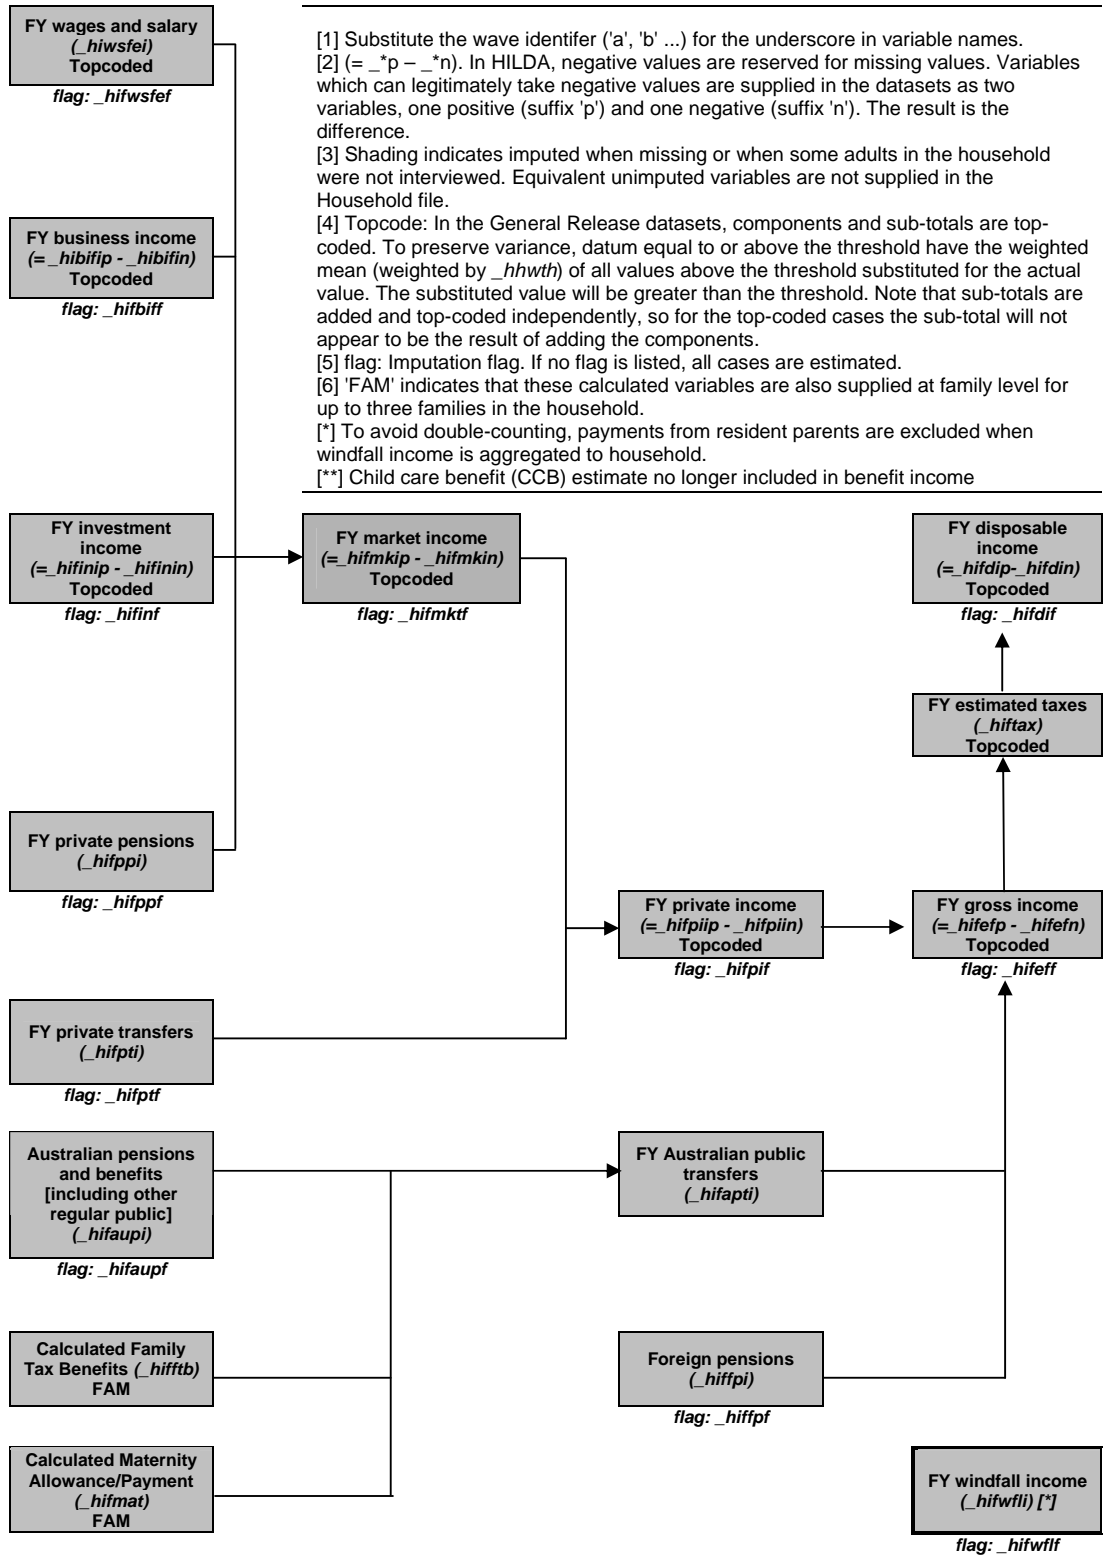 FY wages and salary
(_hiwsfei)
Topcoded
flag: _hifwsfef
[1] Substitute the wave identifer ('a', 'b' ...) for the underscore in variable names.
[2] (= _*p – _*n). In HILDA, negative values are reserved for missing values. Variables
which can legitimately take negative values are supplied in the datasets as two
variables, one positive (suffix 'p') and one negative (suffix 'n'). The result is the
difference.
[3] Shading indicates imputed when missing or when some adults in the household
were not interviewed. Equivalent unimputed variables are not supplied in the
Household file.
[4] Topcode: In the General Release datasets, components and sub-totals are top-
coded. To preserve variance, datum equal to or above the threshold have the weighted
mean (weighted by _hhwth) of all values above the threshold substituted for the actual
value. The substituted value will be greater than the threshold. Note that sub-totals are
added and top-coded independently, so for the top-coded cases the sub-total will not
appear to be the result of adding the components.
[5] flag: Imputation flag. If no flag is listed, all cases are estimated.
[6] 'FAM' indicates that these calculated variables are also supplied at family level for
up to three families in the household.
[*] To avoid double-counting, payments from resident parents are excluded when
windfall income is aggregated to household.
[**] Child care benefit (CCB) estimate no longer included in benefit income
FY business income
(= _hibifip - _hibifin)
Topcoded
flag: _hifbiff
FY investment
income
(=_hifinip - _hifinin)
Topcoded
flag: _hifinf
FY market income
(=_hifmkip - _hifmkin)
Topcoded
flag: _hifmktf
FY disposable
income
(=_hifdip-_hifdin)
Topcoded
flag: _hifdif
FY estimated taxes
(_hiftax)
Topcoded
FY private pensions
(_hifppi)
flag: _hifppf
FY private income
(=_hifpiip - _hifpiin)
Topcoded
flag: _hifpif
FY gross income
(=_hifefp - _hifefn)
Topcoded
flag: _hifeff
FY private transfers
(_hifpti)
flag: _hifptf
Australian pensions
and benefits
[including other
regular public]
(_hifaupi)
flag: _hifaupf
FY Australian public
transfers
(_hifapti)
Calculated Family
Tax Benefits (_hifftb)
FAM
Foreign pensions
(_hiffpi)
flag: _hiffpf
Calculated Maternity
Allowance/Payment
(_hifmat)
FAM
FY windfall income
(_hifwfli) [*]
flag: _hifwflf